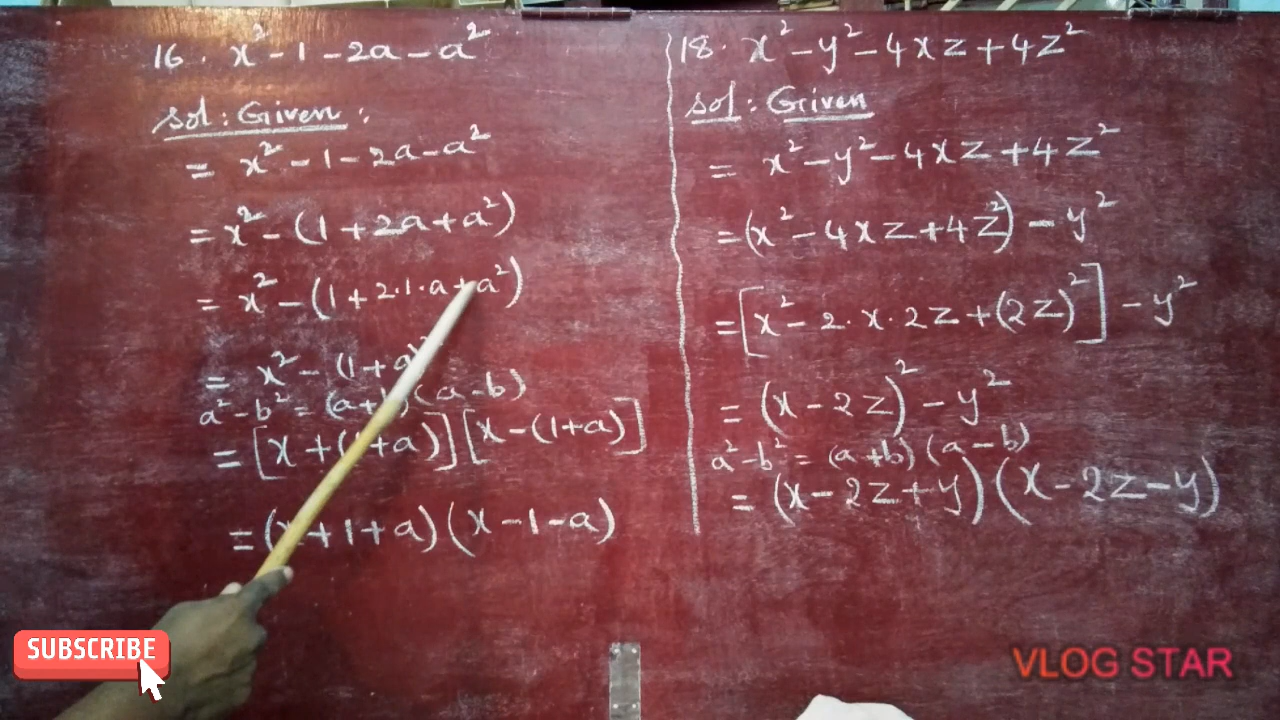 16. x² - 1 - 2a - a²
Sol: Given:
= x² - 1 - 2a - a²
= x² - (1 + 2a + a²)
= x² - (1 + 2·1·a + a²)
= x² - (1 + a)²
a² - b² = (a + b)(a - b)
= [x + (1 + a)][x - (1 + a)]
= (x + 1 + a)(x - 1 - a)
18. x² - y² - 4xz + 4z²
Sol: Given
= x² - y² - 4xz + 4z²
= (x² - 4xz + 4z²) - y²
= [x² - 2·x·2z + (2z)²] - y²
= (x - 2z)² - y²
a² - b² = (a + b)(a - b)
= (x - 2z + y)(x - 2z - y)
SUBSCRIBE
VLOG STAR